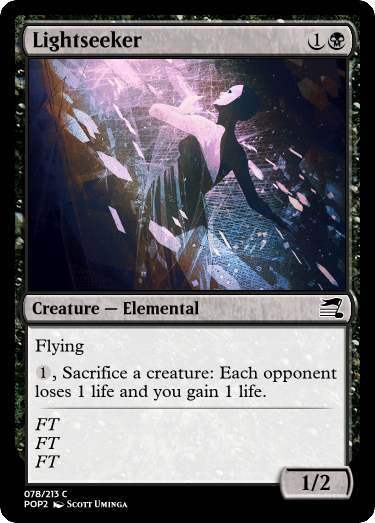 Lightseeker 1
Creature — Elemental
Flying
1, Sacrifice a creature: Each opponent
loses 1 life and you gain 1 life.
FT
FT
FT
1/2
078/213 C
POP2 Scott Uminga